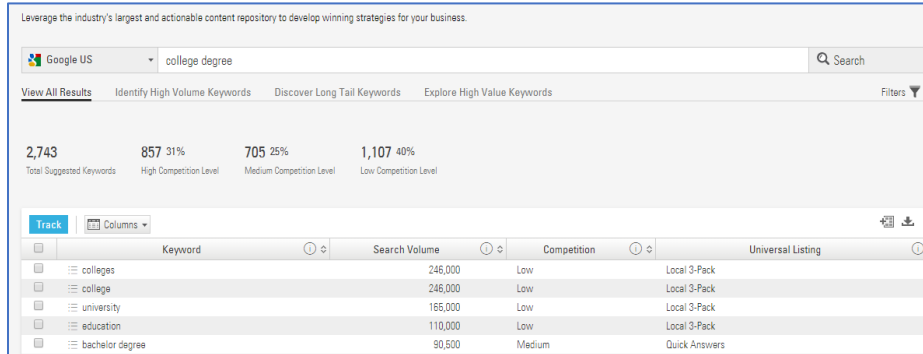 Leverage the industry's largest and actionable content repository to develop winning strategies for your business.
Google US college degree Search
View All Results Identify High Volume Keywords Discover Long Tail Keywords Explore High Value Keywords Filters
2,743 857 31% 705 25% 1,107 40%
Total Suggested Keywords High Competition Level Medium Competition Level Low Competition Level
Track Columns
Keyword Search Volume Competition Universal Listing
colleges 246,000 Low Local 3-Pack
college 246,000 Low Local 3-Pack
university 165,000 Low Local 3-Pack
education 110,000 Low Local 3-Pack
bachelor degree 90,500 Medium Quick Answers